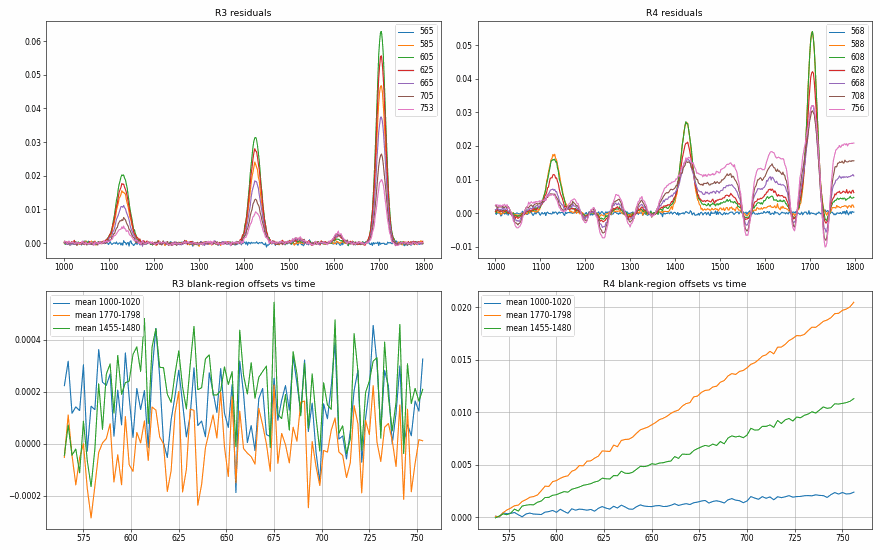 R3 residuals
0.06
0.05
0.04
0.03
0.02
0.01
0.00
565
585
605
625
665
705
753
1000 1100 1200 1300 1400 1500 1600 1700 1800
R4 residuals
0.05
0.04
0.03
0.02
0.01
0.00
−0.01
568
588
608
628
668
708
756
1000 1100 1200 1300 1400 1500 1600 1700 1800
R3 blank-region offsets vs time
mean 1000-1020
mean 1770-1798
mean 1455-1480
0.0004
0.0002
0.0000
−0.0002
575 600 625 650 675 700 725 750
R4 blank-region offsets vs time
mean 1000-1020
mean 1770-1798
mean 1455-1480
0.020
0.015
0.010
0.005
0.000
575 600 625 650 675 700 725 750